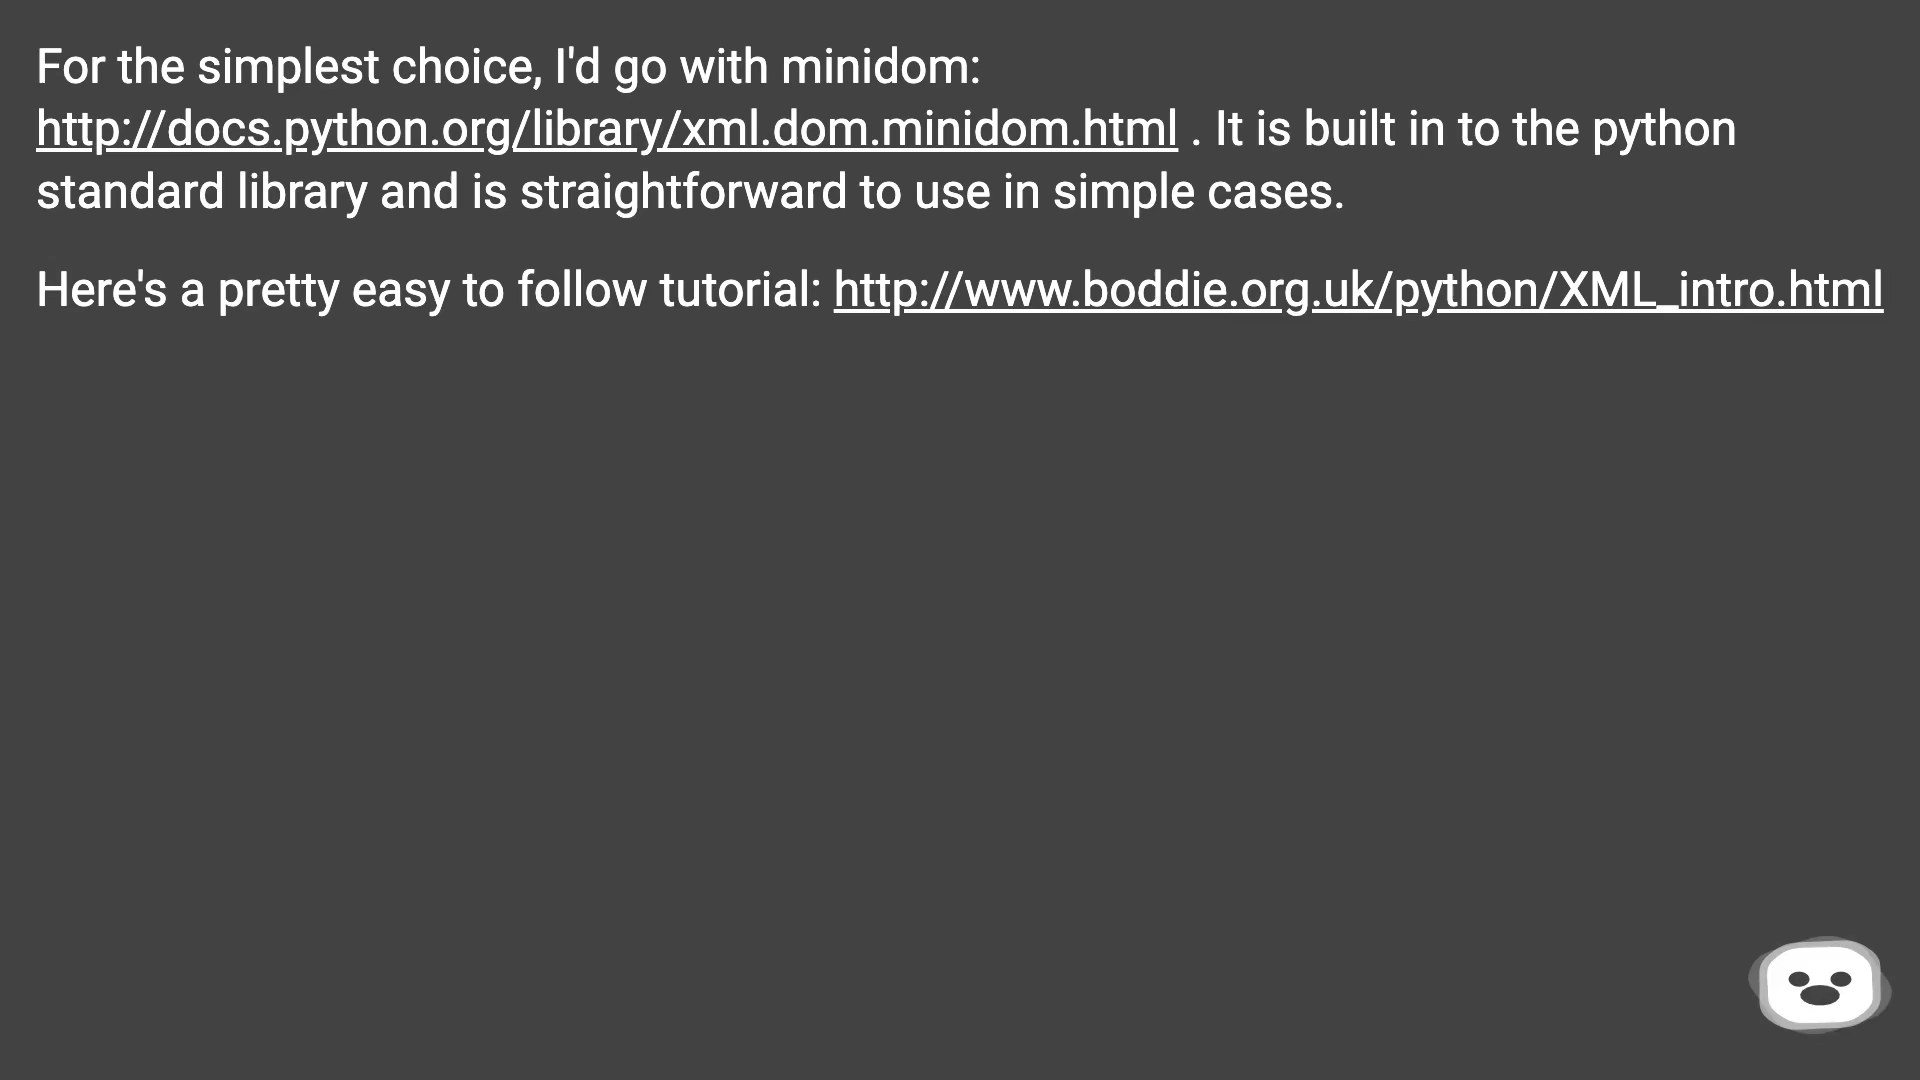 For the simplest choice, I'd go with minidom:
http://docs.python.org/library/xml.dom.minidom.html . It is built in to the python
standard library and is straightforward to use in simple cases.
Here's a pretty easy to follow tutorial: http://www.boddie.org.uk/python/XML_intro.html